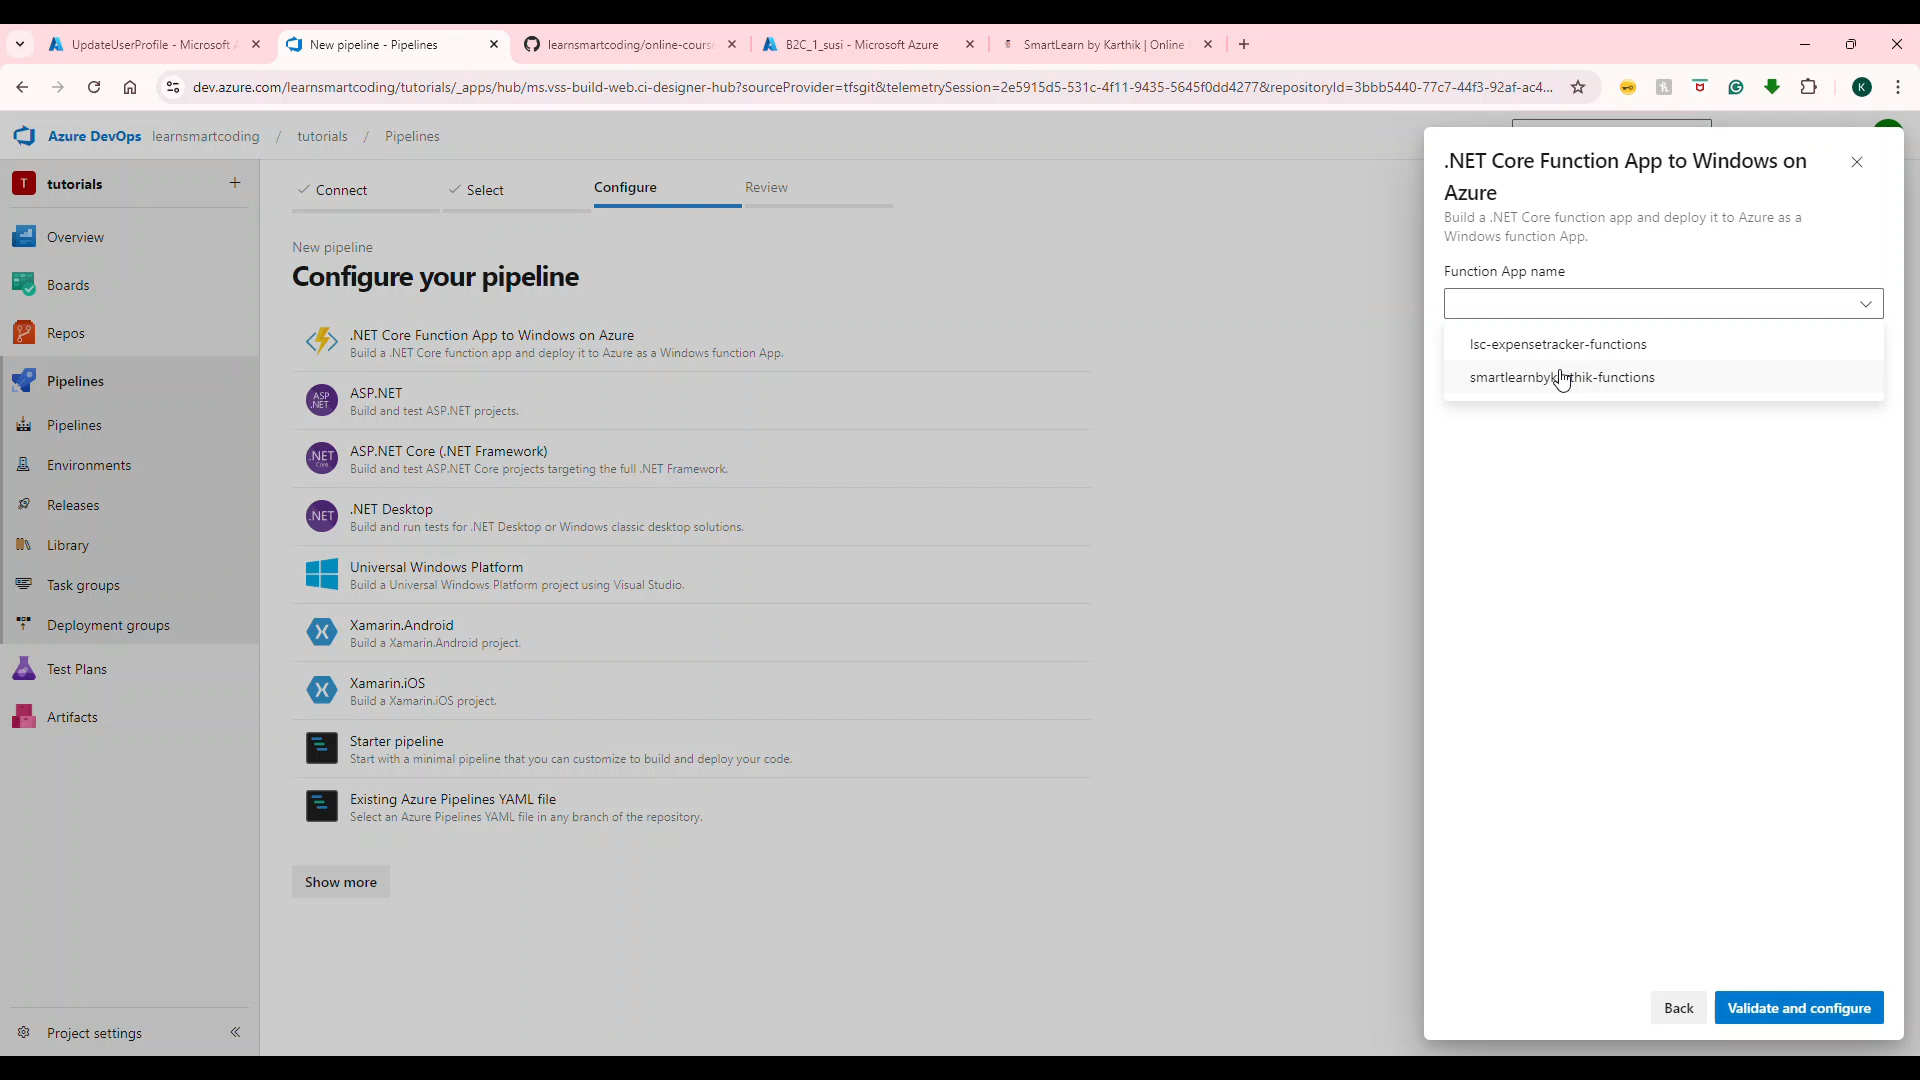 UpdateUserProfile - Microsoft
New pipeline - Pipelines
learnsmartcoding/online-cours
B2C_1_susi - Microsoft Azure
SmartLearn by Karthik | Online
dev.azure.com/learnsmartcoding/tutorials/_apps/hub/ms.vss-build-web.ci-designer-hub?sourceProvider=tfsgit&telemetrySession=2e5915d5-531c-4f11-9435-5645f0dd4277&repositoryId=3bbb5440-77c7-44f3-92af-ac4...
K
Azure DevOps learnsmartcoding / tutorials / Pipelines
T tutorials
Overview
Boards
Repos
Pipelines
Pipelines
Environments
Releases
Library
Task groups
Deployment groups
Test Plans
Artifacts
Project settings
Connect
Select
Configure
Review
New pipeline
Configure your pipeline
.NET Core Function App to Windows on Azure
Build a .NET Core function app and deploy it to Azure as a Windows function App.
ASP
.NET
ASP.NET
Build and test ASP.NET projects.
.NET
Core
ASP.NET Core (.NET Framework)
Build and test ASP.NET Core projects targeting the full .NET Framework.
.NET
.NET Desktop
Build and run tests for .NET Desktop or Windows classic desktop solutions.
Universal Windows Platform
Build a Universal Windows Platform project using Visual Studio.
Xamarin.Android
Build a Xamarin.Android project.
Xamarin.iOS
Build a Xamarin.iOS project.
Starter pipeline
Start with a minimal pipeline that you can customize to build and deploy your code.
Existing Azure Pipelines YAML file
Select an Azure Pipelines YAML file in any branch of the repository.
Show more
.NET Core Function App to Windows on
Azure
Build a .NET Core function app and deploy it to Azure as a
Windows function App.
Function App name
lsc-expensetracker-functions
smartlearnbykarthik-functions
Back
Validate and configure